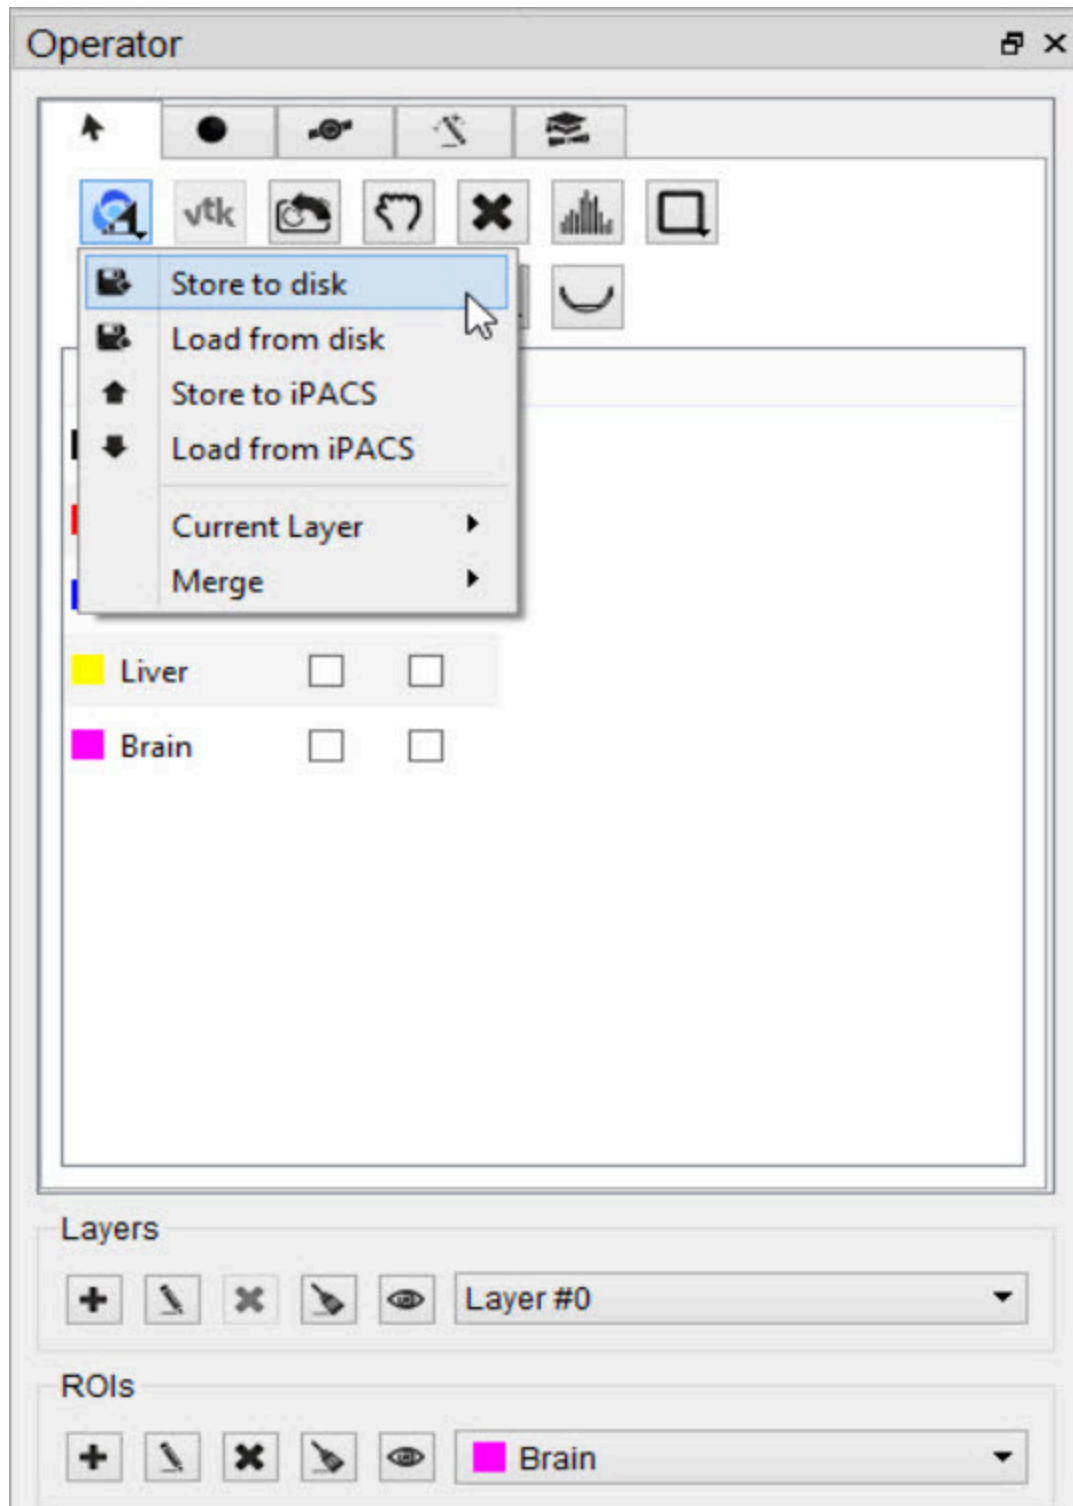 Operator
vtk
Store to disk
Load from disk
Store to iPACS
Load from iPACS
Current Layer
Merge
Liver
Brain
Layers
Layer #0
ROIs
Brain